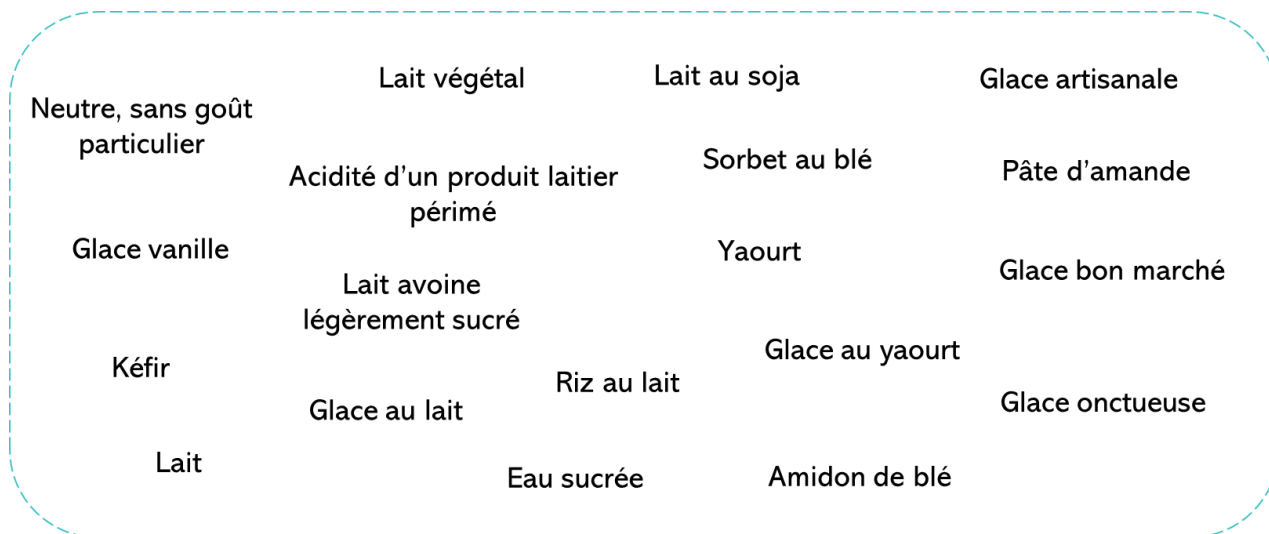 Lait végétal
Lait au soja
Glace artisanale
Neutre, sans goût
particulier
Sorbet au blé
Pâte d’amande
Acidité d’un produit laitier
périmé
Glace vanille
Yaourt
Glace bon marché
Lait avoine
légèrement sucré
Glace au yaourt
Kéfir
Riz au lait
Glace au lait
Glace onctueuse
Lait
Eau sucrée
Amidon de blé